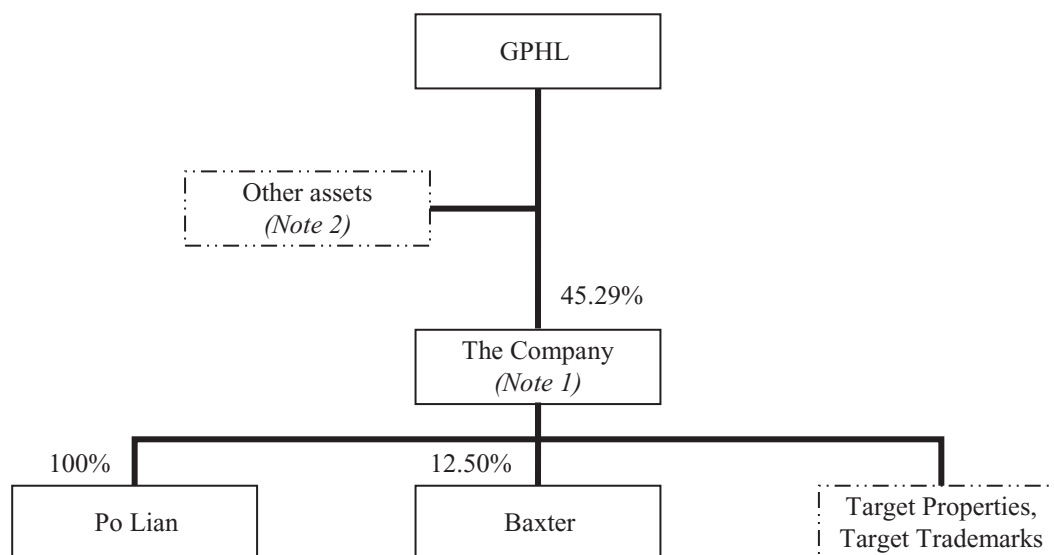 GPHL
Other assets
(Note 2)
45.29%
The Company
(Note 1)
100%
12.50%
Po Lian
Baxter
Target Properties,
Target Trademarks